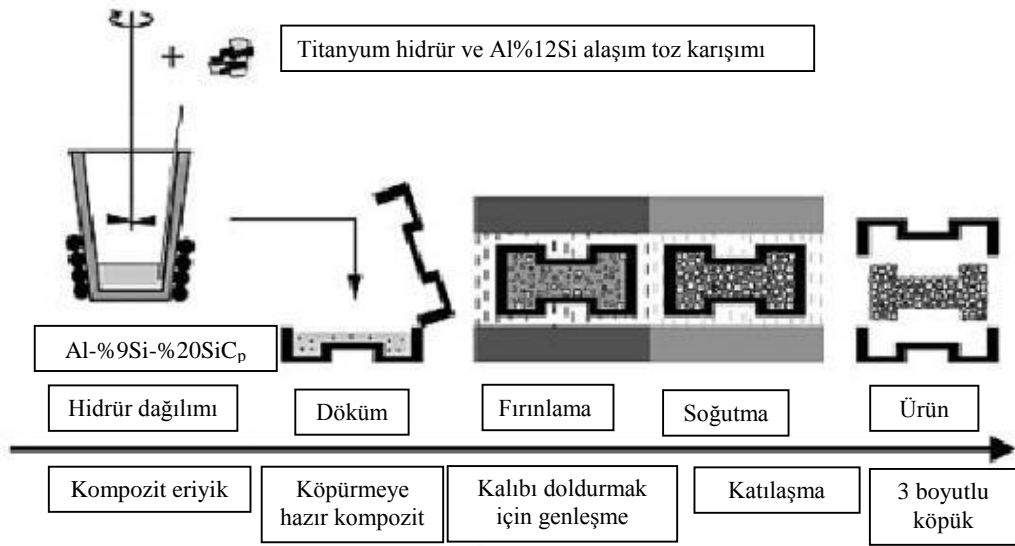 Titanyum hidrür ve Al%12Si alaşım toz karışımı
Al-%9Si-%20SiCₚ
Hidrür dağılımı
Döküm
Fırınlama
Soğutma
Ürün
Kompozit eriyik
Köpürmeye
hazır kompozit
Kalıbı doldurmak
için genleşme
Katılaşma
3 boyutlu
köpük